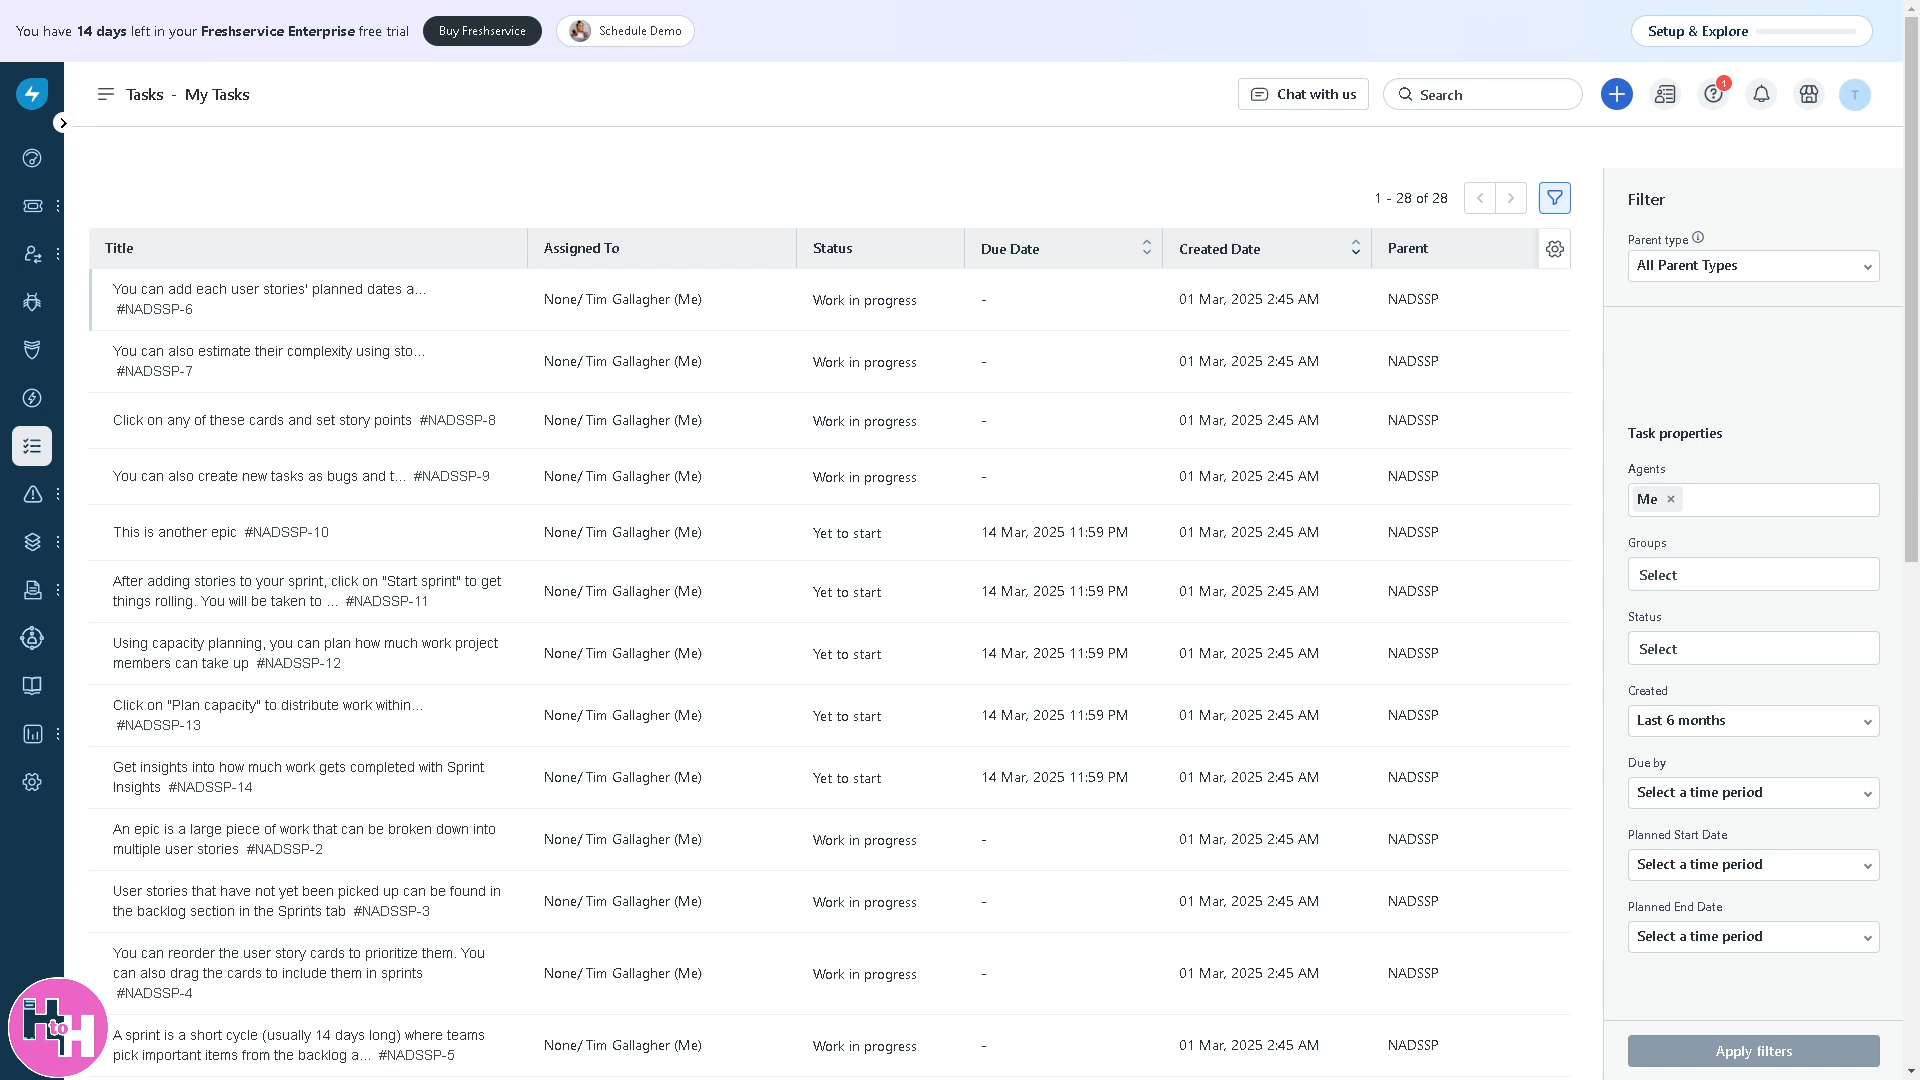 You have 14 days left in your Freshservice Enterprise free trial
Buy Freshservice
Schedule Demo
Setup & Explore
Tasks - My Tasks
Chat with us
Search
1
T
1 - 28 of 28
Title
Assigned To
Status
Due Date
Created Date
Parent
You can add each user stories' planned dates a...
#NADSSP-6
None/ Tim Gallagher (Me)
Work in progress
-
01 Mar, 2025 2:45 AM
NADSSP
You can also estimate their complexity using sto...
#NADSSP-7
None/ Tim Gallagher (Me)
Work in progress
-
01 Mar, 2025 2:45 AM
NADSSP
Click on any of these cards and set story points #NADSSP-8
None/ Tim Gallagher (Me)
Work in progress
-
01 Mar, 2025 2:45 AM
NADSSP
You can also create new tasks as bugs and t... #NADSSP-9
None/ Tim Gallagher (Me)
Work in progress
-
01 Mar, 2025 2:45 AM
NADSSP
This is another epic #NADSSP-10
None/ Tim Gallagher (Me)
Yet to start
14 Mar, 2025 11:59 PM
01 Mar, 2025 2:45 AM
NADSSP
After adding stories to your sprint, click on "Start sprint" to get
things rolling. You will be taken to ... #NADSSP-11
None/ Tim Gallagher (Me)
Yet to start
14 Mar, 2025 11:59 PM
01 Mar, 2025 2:45 AM
NADSSP
Using capacity planning, you can plan how much work project
members can take up #NADSSP-12
None/ Tim Gallagher (Me)
Yet to start
14 Mar, 2025 11:59 PM
01 Mar, 2025 2:45 AM
NADSSP
Click on "Plan capacity" to distribute work within...
#NADSSP-13
None/ Tim Gallagher (Me)
Yet to start
14 Mar, 2025 11:59 PM
01 Mar, 2025 2:45 AM
NADSSP
Get insights into how much work gets completed with Sprint
Insights #NADSSP-14
None/ Tim Gallagher (Me)
Yet to start
14 Mar, 2025 11:59 PM
01 Mar, 2025 2:45 AM
NADSSP
An epic is a large piece of work that can be broken down into
multiple user stories #NADSSP-2
None/ Tim Gallagher (Me)
Work in progress
-
01 Mar, 2025 2:45 AM
NADSSP
User stories that have not yet been picked up can be found in
the backlog section in the Sprints tab #NADSSP-3
None/ Tim Gallagher (Me)
Work in progress
-
01 Mar, 2025 2:45 AM
NADSSP
You can reorder the user story cards to prioritize them. You
can also drag the cards to include them in sprints
#NADSSP-4
None/ Tim Gallagher (Me)
Work in progress
-
01 Mar, 2025 2:45 AM
NADSSP
A sprint is a short cycle (usually 14 days long) where teams
pick important items from the backlog a... #NADSSP-5
None/ Tim Gallagher (Me)
Work in progress
-
01 Mar, 2025 2:45 AM
NADSSP
Filter
Parent type
All Parent Types
Task properties
Agents
Me ×
Groups
Select
Status
Select
Created
Last 6 months
Due by
Select a time period
Planned Start Date
Select a time period
Planned End Date
Select a time period
Apply filters
H to H